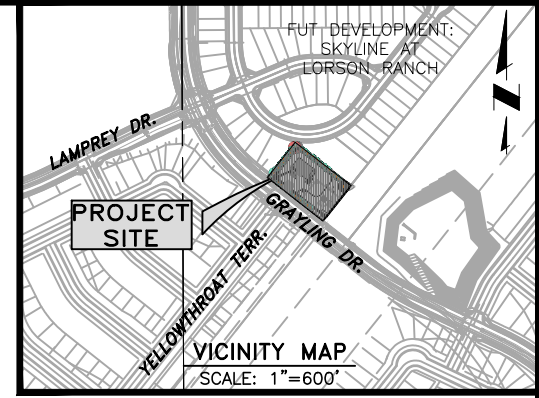 FUT DEVELOPMENT:
SKYLINE AT
LORSON RANCH
N
LAMPREY DR.
PROJECT
SITE
GRAYLING DR.
YELLOWTHROAT TERR.
VICINITY MAP
SCALE: 1"=600'